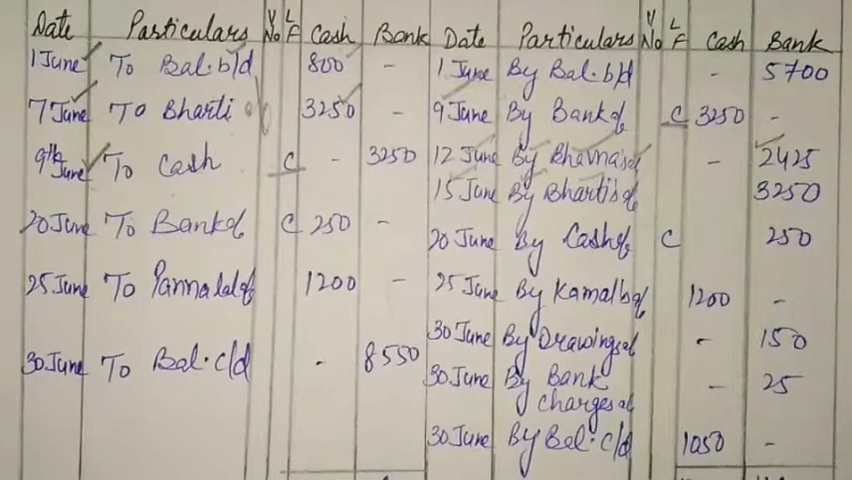 Date Particulars V No L F Cash Bank Date Particulars V No L F Cash Bank
1 June To Bal. b/d 800 - 1 June By Bal. b/d - 5700
7 June To Bharti 3250 - 9 June By Bank C 3250 -
9th June To Cash C - 3250 12 June By Bhavna's - 2425
15 June By Bharti's 3250
20 June To Bank C 250 - 20 June By Cash C 250
25 June To Pannalal 1200 - 25 June By Kamal 1200 -
30 June By Drawings - 150
30 June To Bal. c/d - 8550 30 June By Bank - 25
charges
30 June By Bal. c/d 1050 -